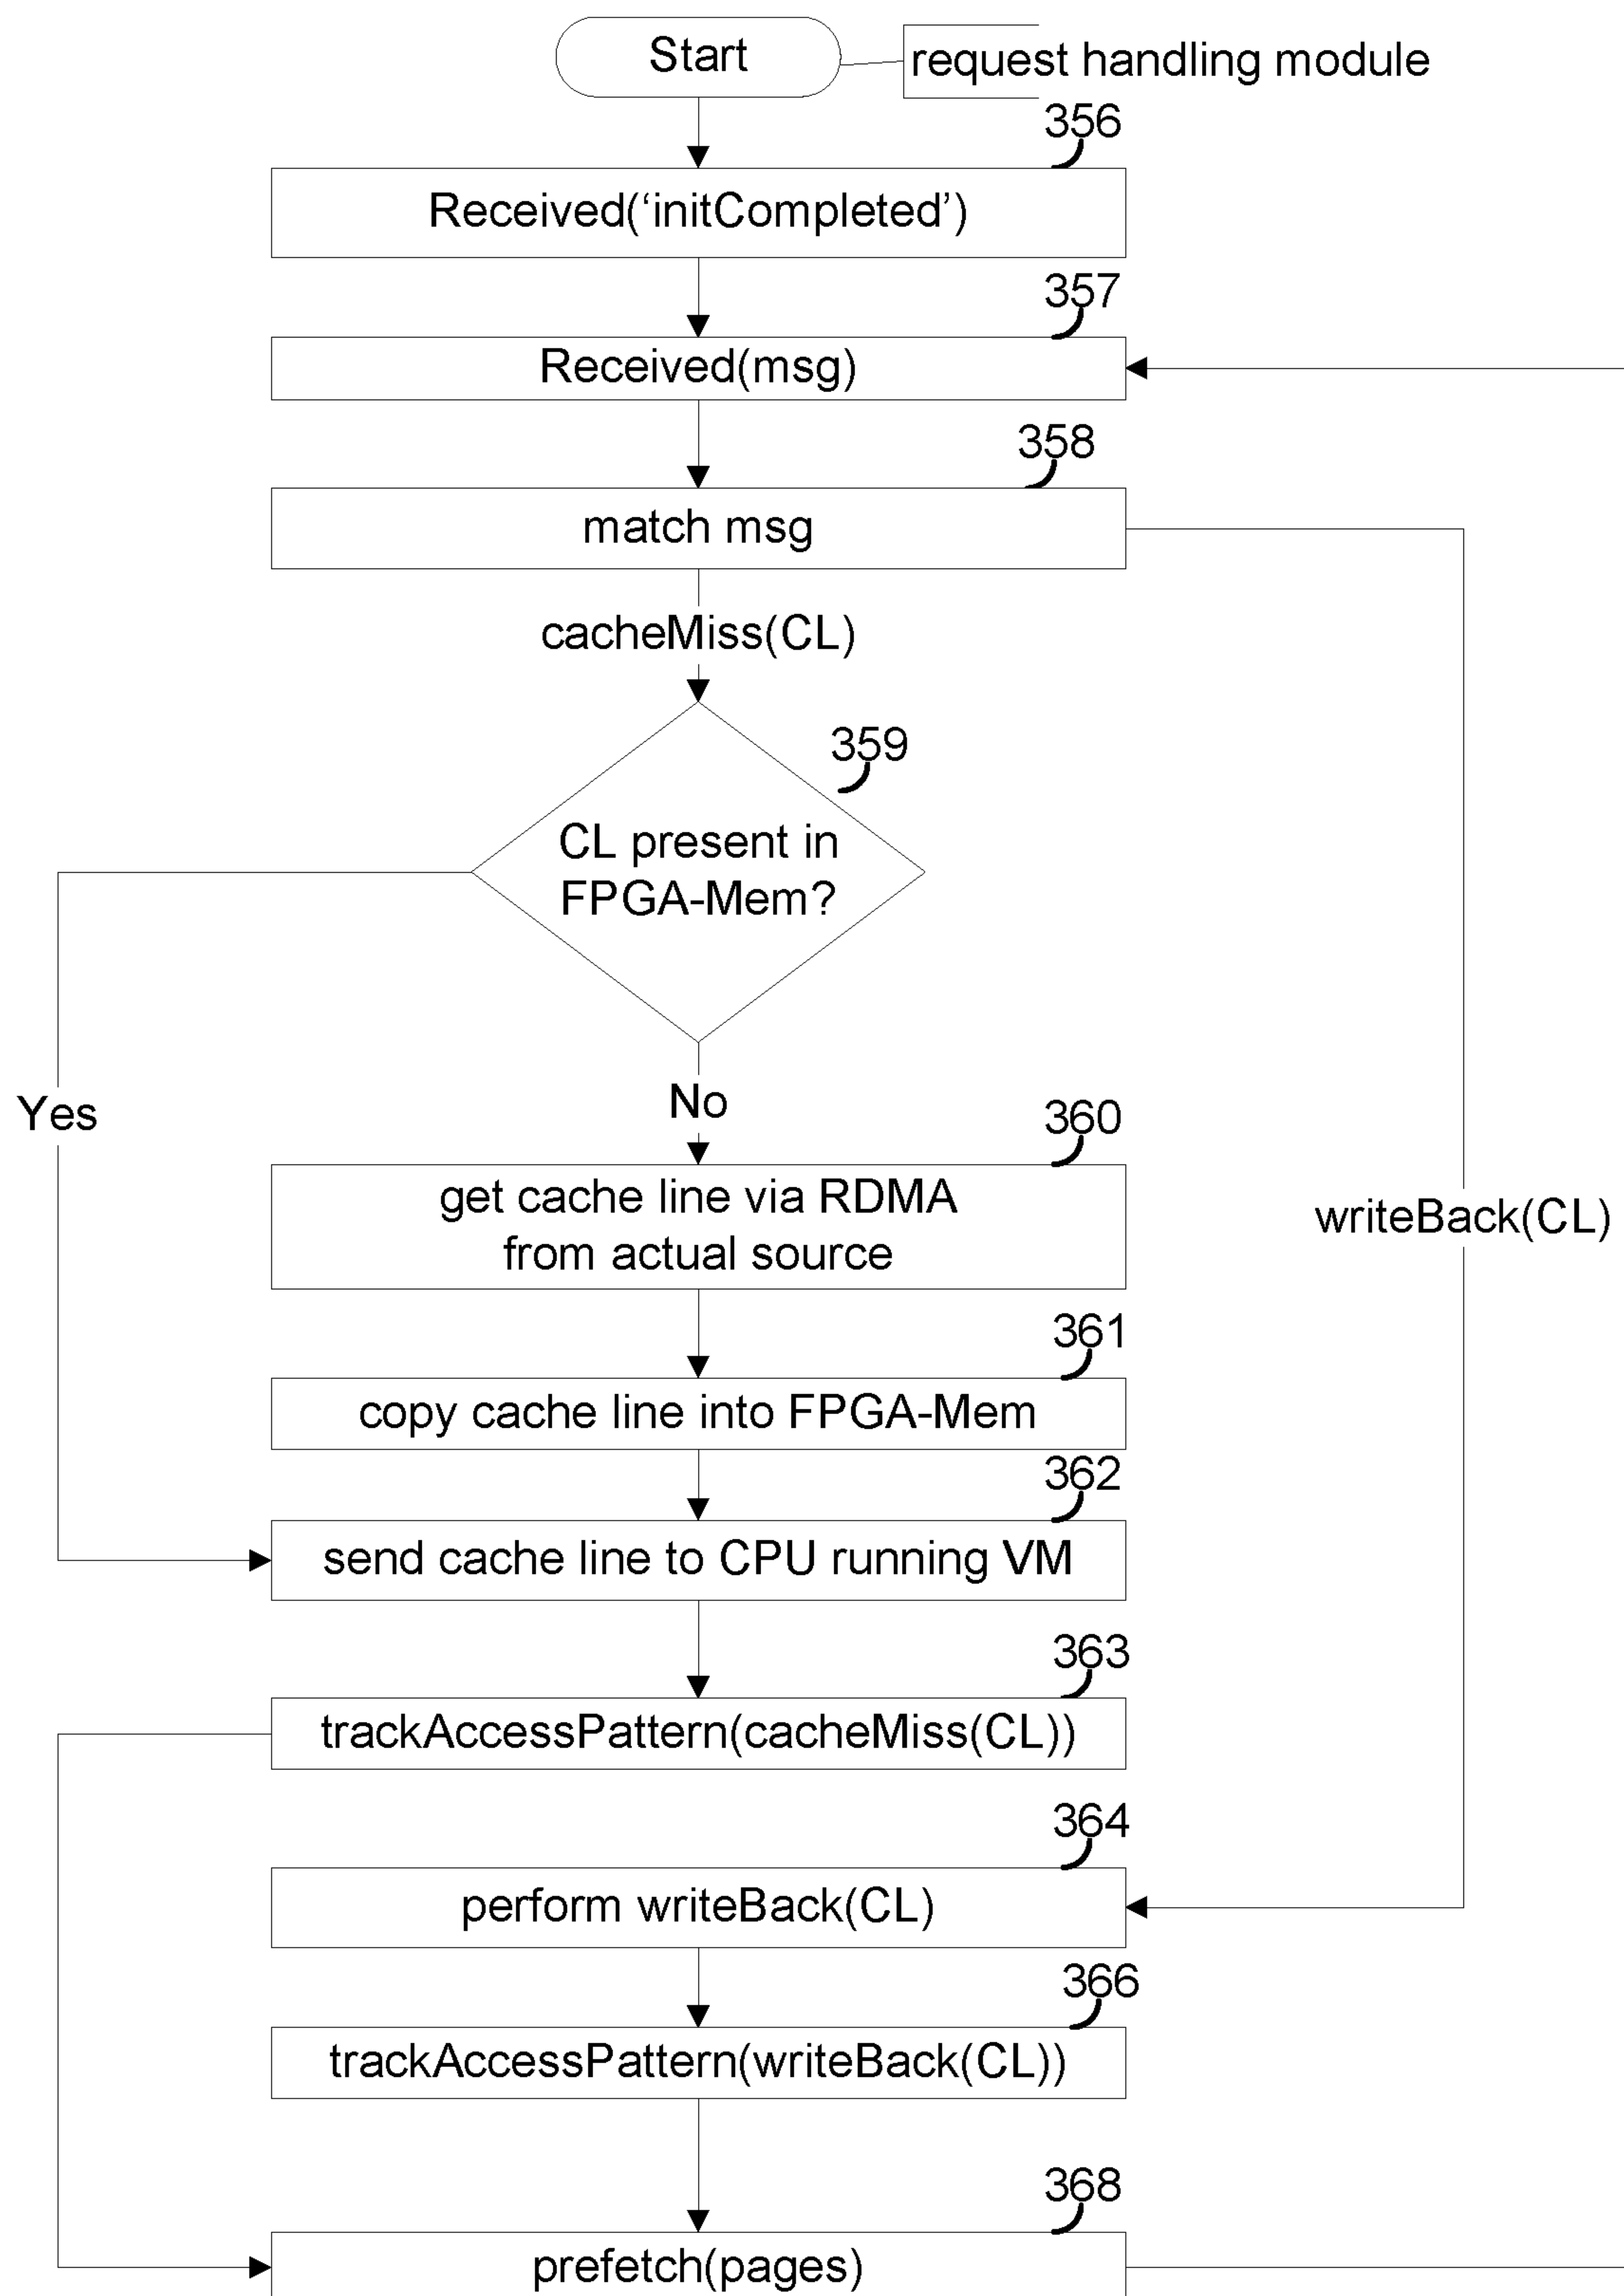 Start
request handling module
356
Received(‘initCompleted’)
357
Received(msg)
358
match msg
cacheMiss(CL)
359
CL present in
FPGA-Mem?
Yes
No
360
get cache line via RDMA
from actual source
writeBack(CL)
361
copy cache line into FPGA-Mem
362
send cache line to CPU running VM
363
trackAccessPattern(cacheMiss(CL))
364
perform writeBack(CL)
366
trackAccessPattern(writeBack(CL))
368
prefetch(pages)